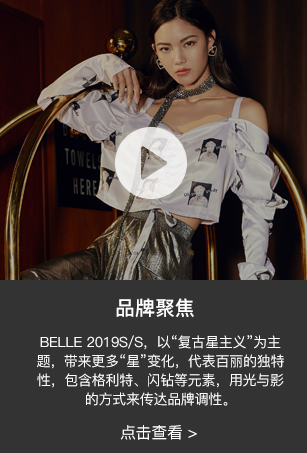 TOWEL
HERE
品牌聚焦
BELLE 2019S/S，以“复古星主义”为主
题，带来更多“星”变化，代表百丽的独特
性，包含格利特、闪钻等元素，用光与影
的方式来传达品牌调性。
点击查看 >